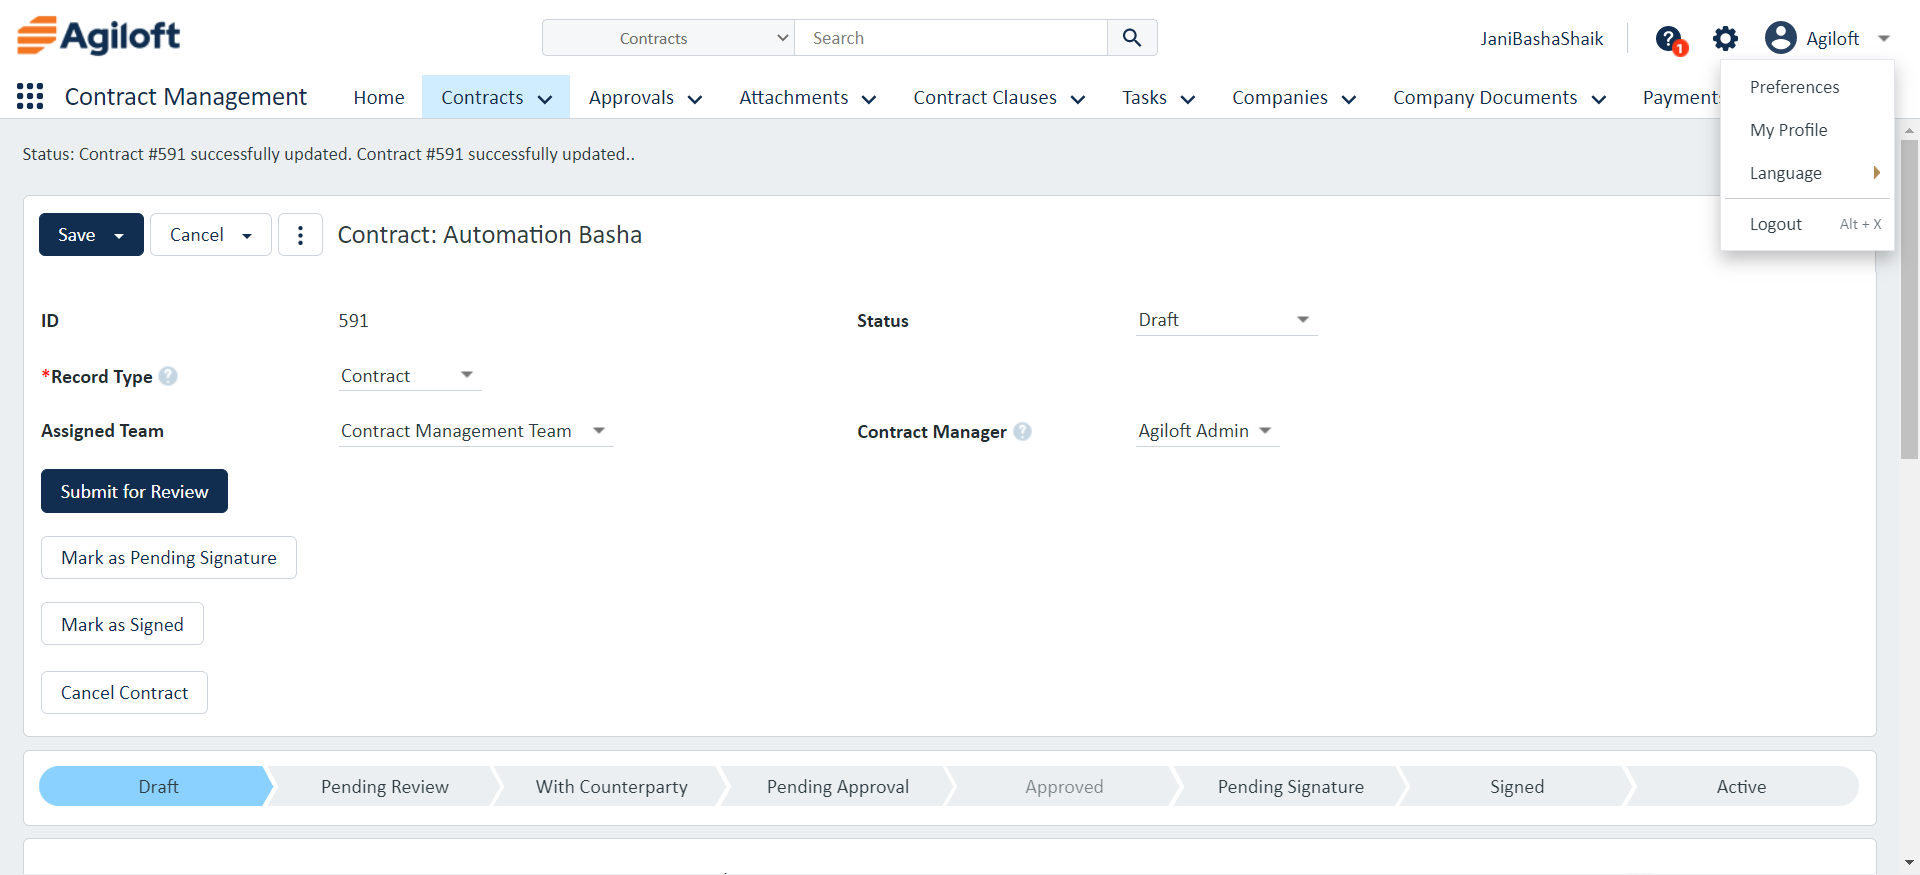 Agiloft
Contracts
Search
JaniBashaShaik
1
Agiloft
Contract Management
Home
Contracts
Approvals
Attachments
Contract Clauses
Tasks
Companies
Company Documents
Payment
Preferences
My Profile
Language
Logout Alt + X
Status: Contract #591 successfully updated. Contract #591 successfully updated..
Save
Cancel
Contract: Automation Basha
ID
591
Status
Draft
*Record Type ?
Contract
Assigned Team
Contract Management Team
Contract Manager ?
Agiloft Admin
Submit for Review
Mark as Pending Signature
Mark as Signed
Cancel Contract
Draft
Pending Review
With Counterparty
Pending Approval
Approved
Pending Signature
Signed
Active